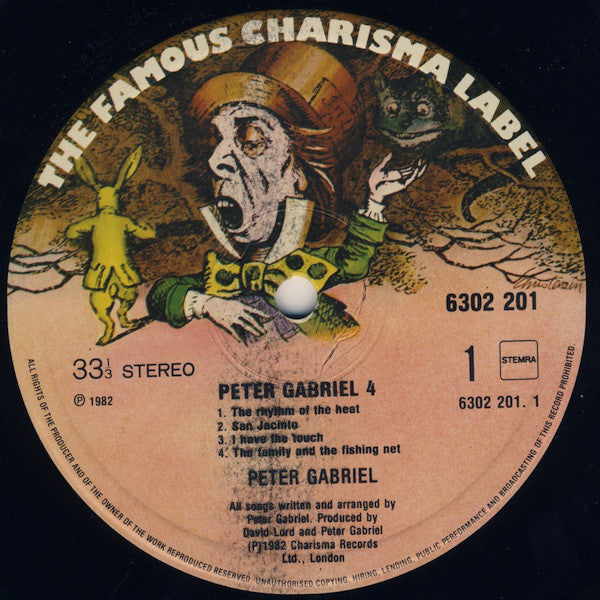 THE FAMOUS CHARISMA LABEL
Christensen
6302 201
33⅓ STEREO
℗ 1982
1
STEMRA
6302 201. 1
PETER GABRIEL 4
1. The rhythm of the heat
2. San Jacinto
3. I have the touch
4. The family and the fishing net
PETER GABRIEL
All songs written and arranged by
Peter Gabriel. Produced by
David Lord and Peter Gabriel
(P)1982 Charisma Records
Ltd., London
ALL RIGHTS OF THE PRODUCER AND OF THE OWNER OF THE WORK REPRODUCED RESERVED. UNAUTHORISED COPYING, HIRING, LENDING, PUBLIC PERFORMANCE AND BROADCASTING OF THIS RECORD PROHIBITED.